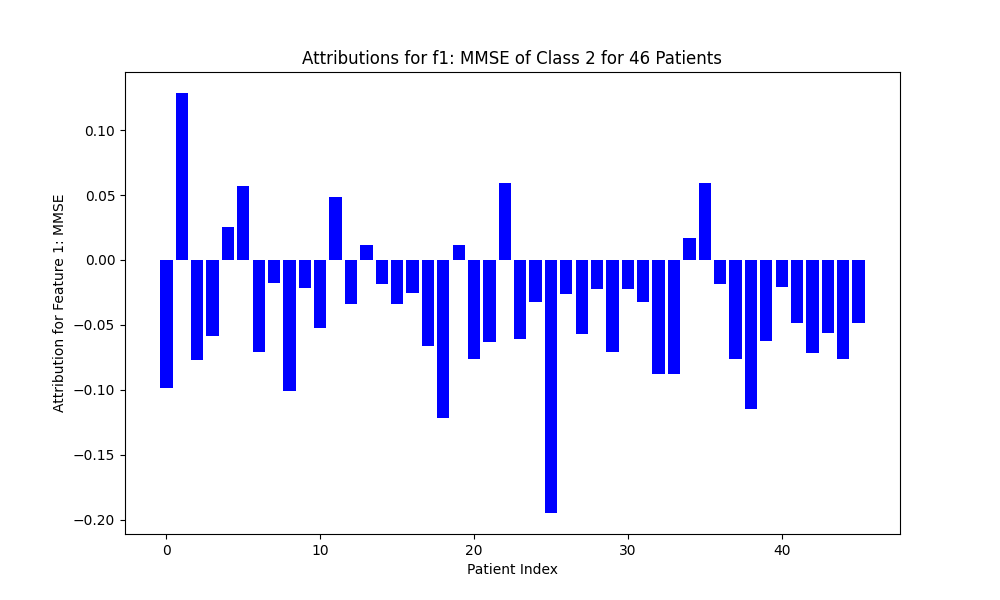 Attributions for f1: MMSE of Class 2 for 46 Patients
Attribution for Feature 1: MMSE
0.10
0.05
0.00
−0.05
−0.10
−0.15
−0.20
0 10 20 30 40
Patient Index